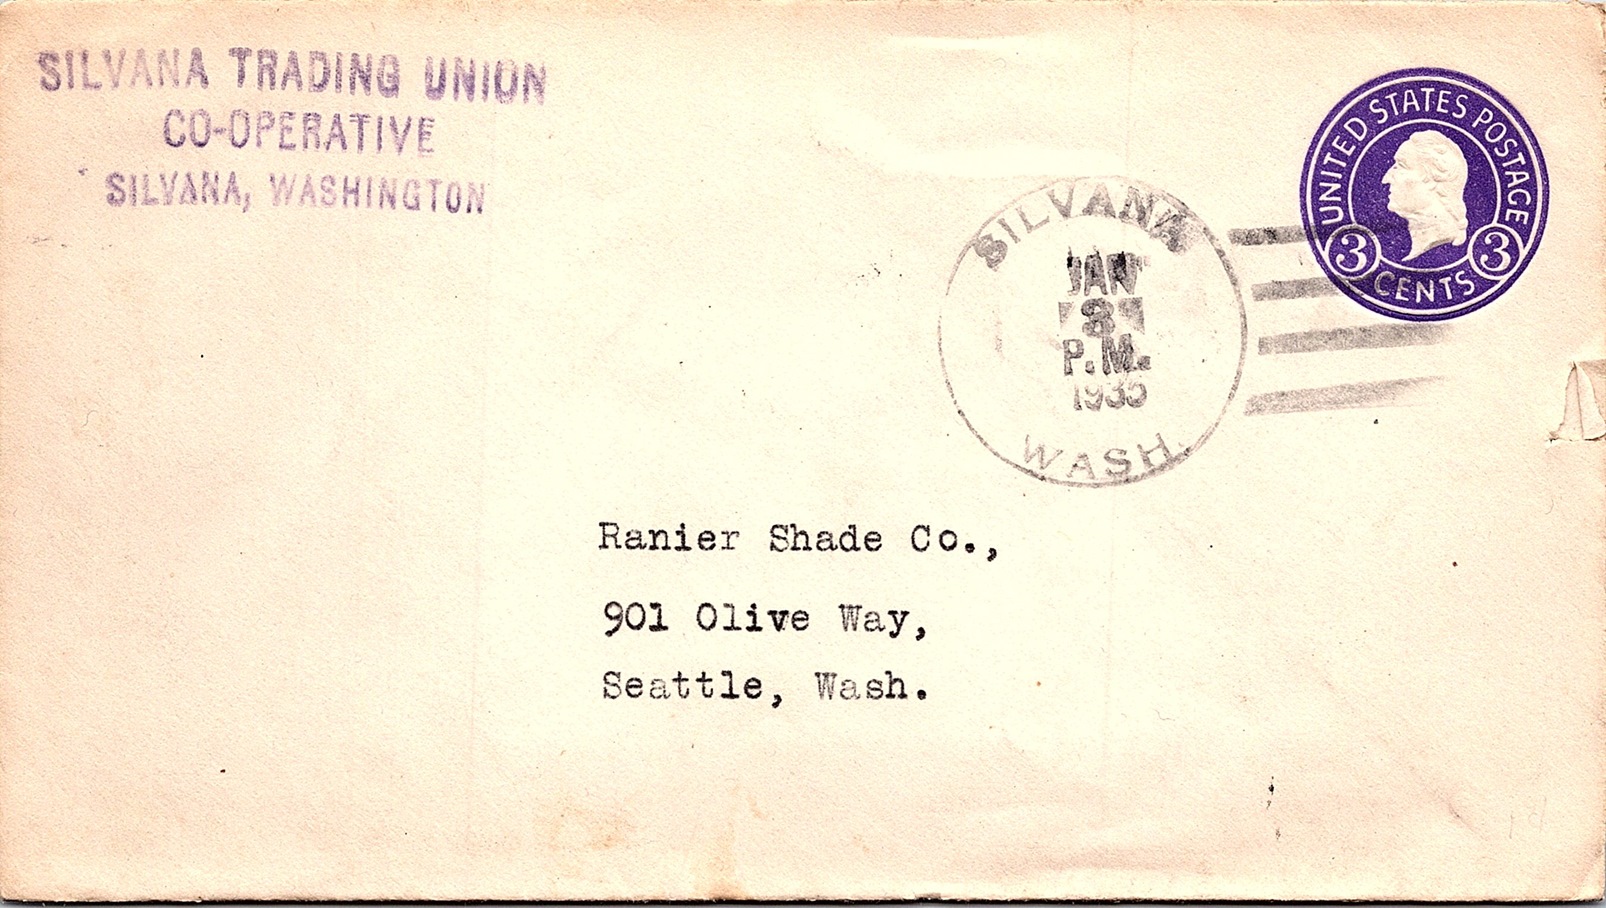 SILVANA TRADING UNION
CO-OPERATIVE
SILVANA, WASHINGTON
UNITED STATES POSTAGE
3 CENTS 3
SILVANA
JAN
8
P.M.
1935
WASH.
Ranier Shade Co.,
901 Olive Way,
Seattle, Wash.